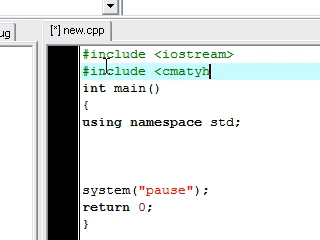 ug
[*] new.cpp
#include <iostream>
#include <cmatyh
int main()
{
using namespace std;
system("pause");
return 0;
}